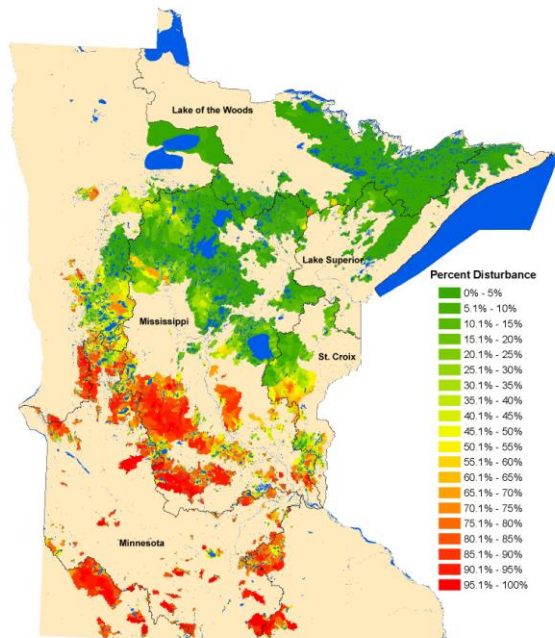 Lake of the Woods
Lake Superior
Mississippi
St. Croix
Minnesota
Percent Disturbance
0% - 5%
5.1% - 10%
10.1% - 15%
15.1% - 20%
20.1% - 25%
25.1% - 30%
30.1% - 35%
35.1% - 40%
40.1% - 45%
45.1% - 50%
50.1% - 55%
55.1% - 60%
60.1% - 65%
65.1% - 70%
70.1% - 75%
75.1% - 80%
80.1% - 85%
85.1% - 90%
90.1% - 95%
95.1% - 100%